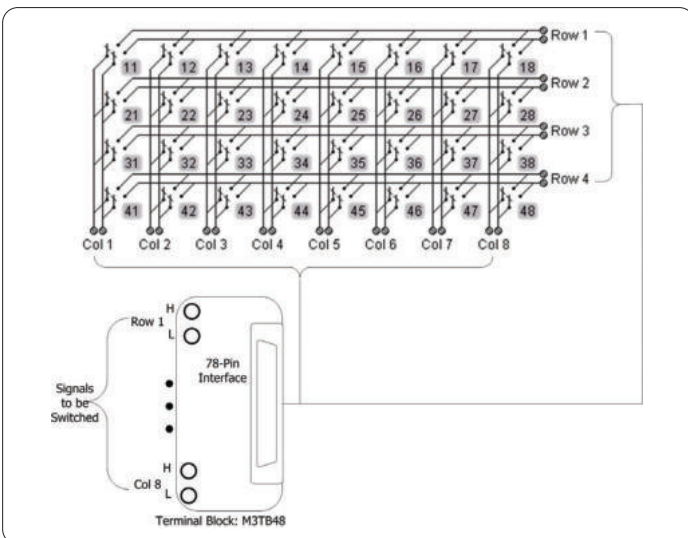 Row 1
11 12 13 14 15 16 17 18
Row 2
21 22 23 24 25 26 27 28
Row 3
31 32 33 34 35 36 37 38
Row 4
41 42 43 44 45 46 47 48
Col 1 Col 2 Col 3 Col 4 Col 5 Col 6 Col 7 Col 8
H
Row 1
L
78-Pin
Interface
Signals
to be
Switched
H
Col 8
L
Terminal Block: M3TB48